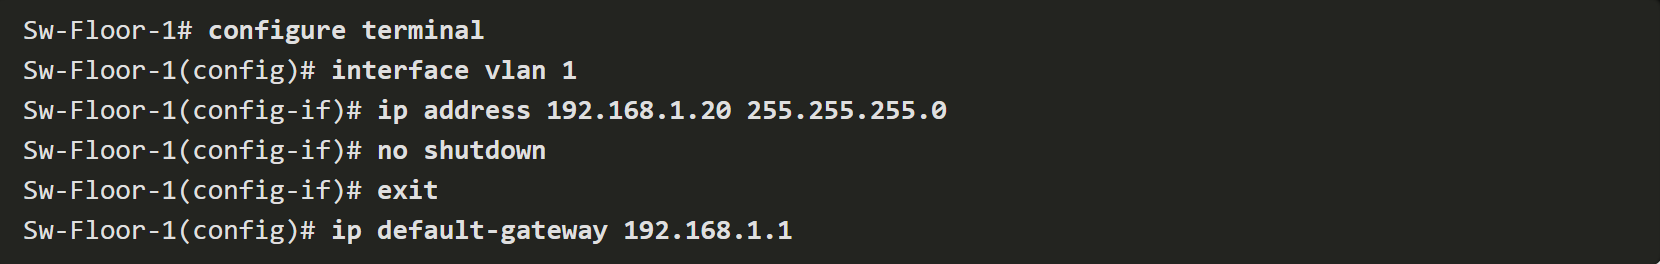 Sw-Floor-1# configure terminal
Sw-Floor-1(config)# interface vlan 1
Sw-Floor-1(config-if)# ip address 192.168.1.20 255.255.255.0
Sw-Floor-1(config-if)# no shutdown
Sw-Floor-1(config-if)# exit
Sw-Floor-1(config)# ip default-gateway 192.168.1.1